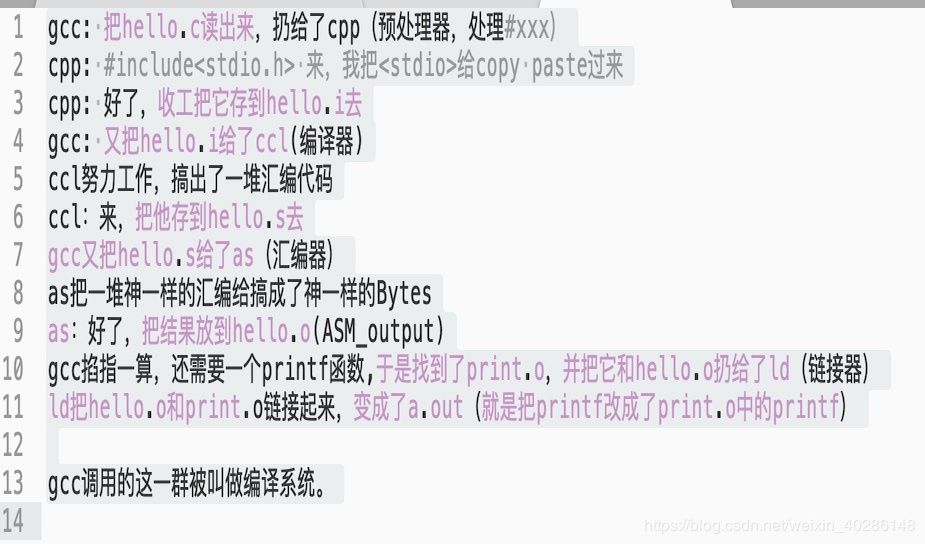 1 gcc: 把hello.c读出来，扔给了cpp（预处理器，处理#xxx）
2 cpp: #include<stdio.h> 来，我把<stdio>给copy paste过来
3 cpp: 好了，收工把它存到hello.i去
4 gcc: 又把hello.i给了ccl(编译器)
5 ccl努力工作，搞出了一堆汇编代码
6 ccl：来，把他存到hello.s去
7 gcc又把hello.s给了as（汇编器）
8 as把一堆神一样的汇编给搞成了神一样的Bytes
9 as：好了，把结果放到hello.o(ASM_output)
10 gcc掐指一算，还需要一个printf函数,于是找到了print.o，并把它和hello.o扔给了ld（链接器）
11 ld把hello.o和print.o链接起来，变成了a.out（就是把printf改成了print.o中的printf）
12
13 gcc调用的这一群被叫做编译系统。
14
https://blog.csdn.net/weixin_40286148